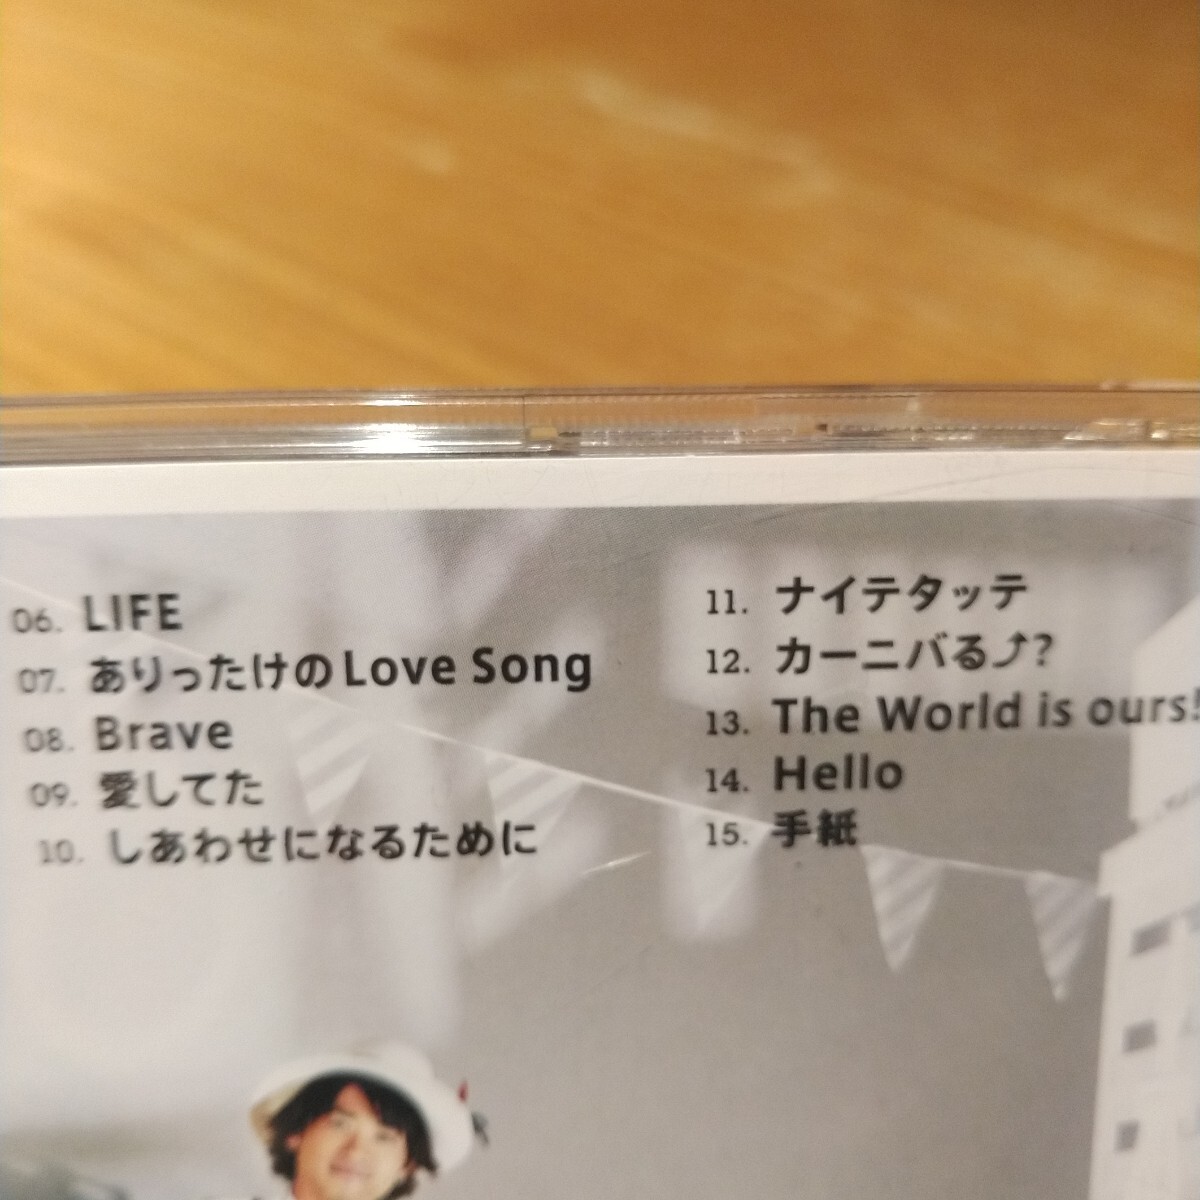 06. LIFE
07. ありったけのLove Song
08. Brave
09. 愛してた
10. しあわせになるために
11. ナイテタッテ
12. カーニバる⤴?
13. The World is ours!
14. Hello
15. 手紙